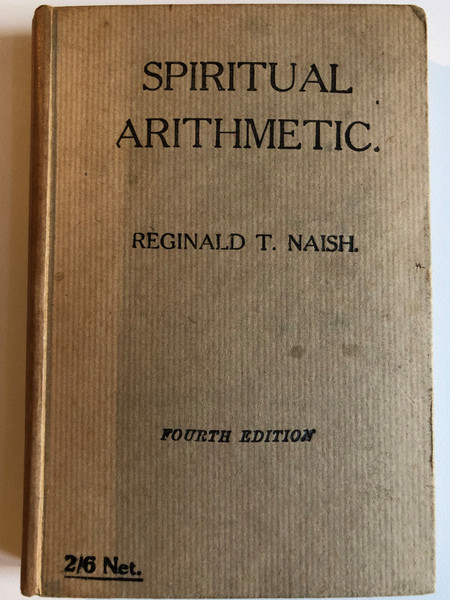 SPIRITUAL
ARITHMETIC.
REGINALD T. NAISH.
FOURTH EDITION
2/6 Net.